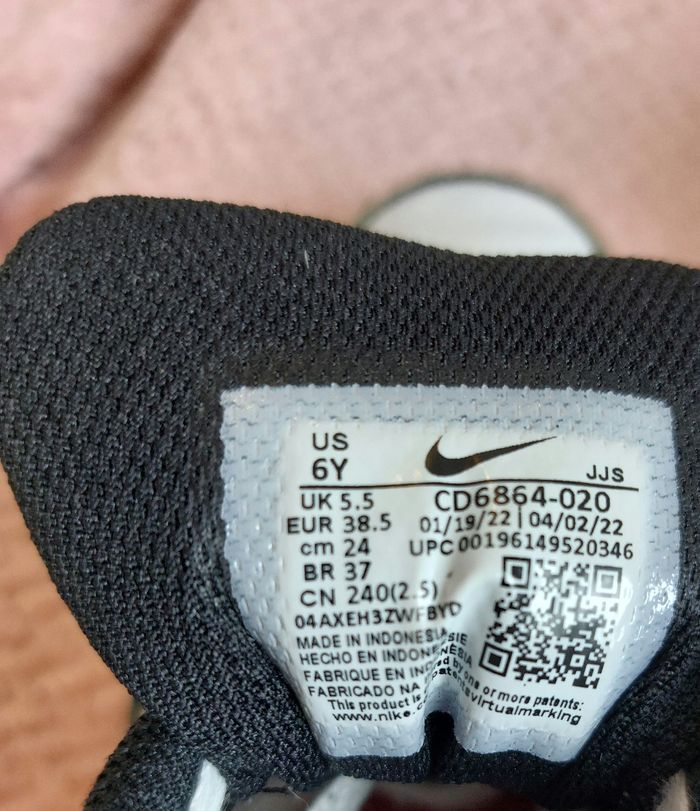 US
6Y
JJS
UK 5.5 CD6864-020
EUR 38.5 01/19/22 | 04/02/22
cm 24 UPC 00196149520346
BR 37
CN 240(2.5)
04AXEH3ZWFBYD
MADE IN INDONESIA
HECHO EN INDONESIA
FABRIQUE EN
FABRICADO NA
This product is by one or more patents:
www.nike.